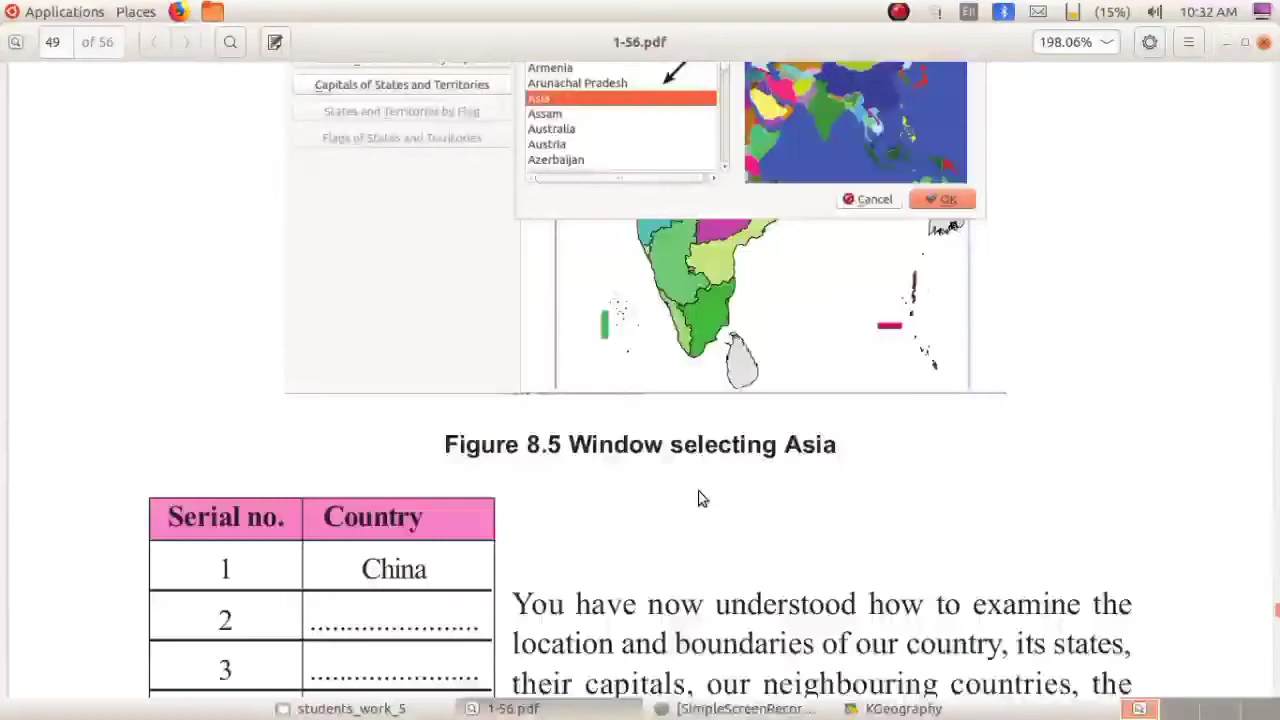 Applications Places En (15%) 10:32 AM
49 of 56 1-56.pdf 198.06%
Capitals of States and Territories
States and Territories by Flag
Flags of States and Territories
Armenia
Arunachal Pradesh
Asia
Assam
Australia
Austria
Azerbaijan
Cancel OK
Figure 8.5 Window selecting Asia
Serial no. Country
1 China
2 ......................
3 ......................
You have now understood how to examine the
location and boundaries of our country, its states,
their capitals, our neighbouring countries, the
students_work_5 1-56.pdf [SimpleScreenRecor... KGeography